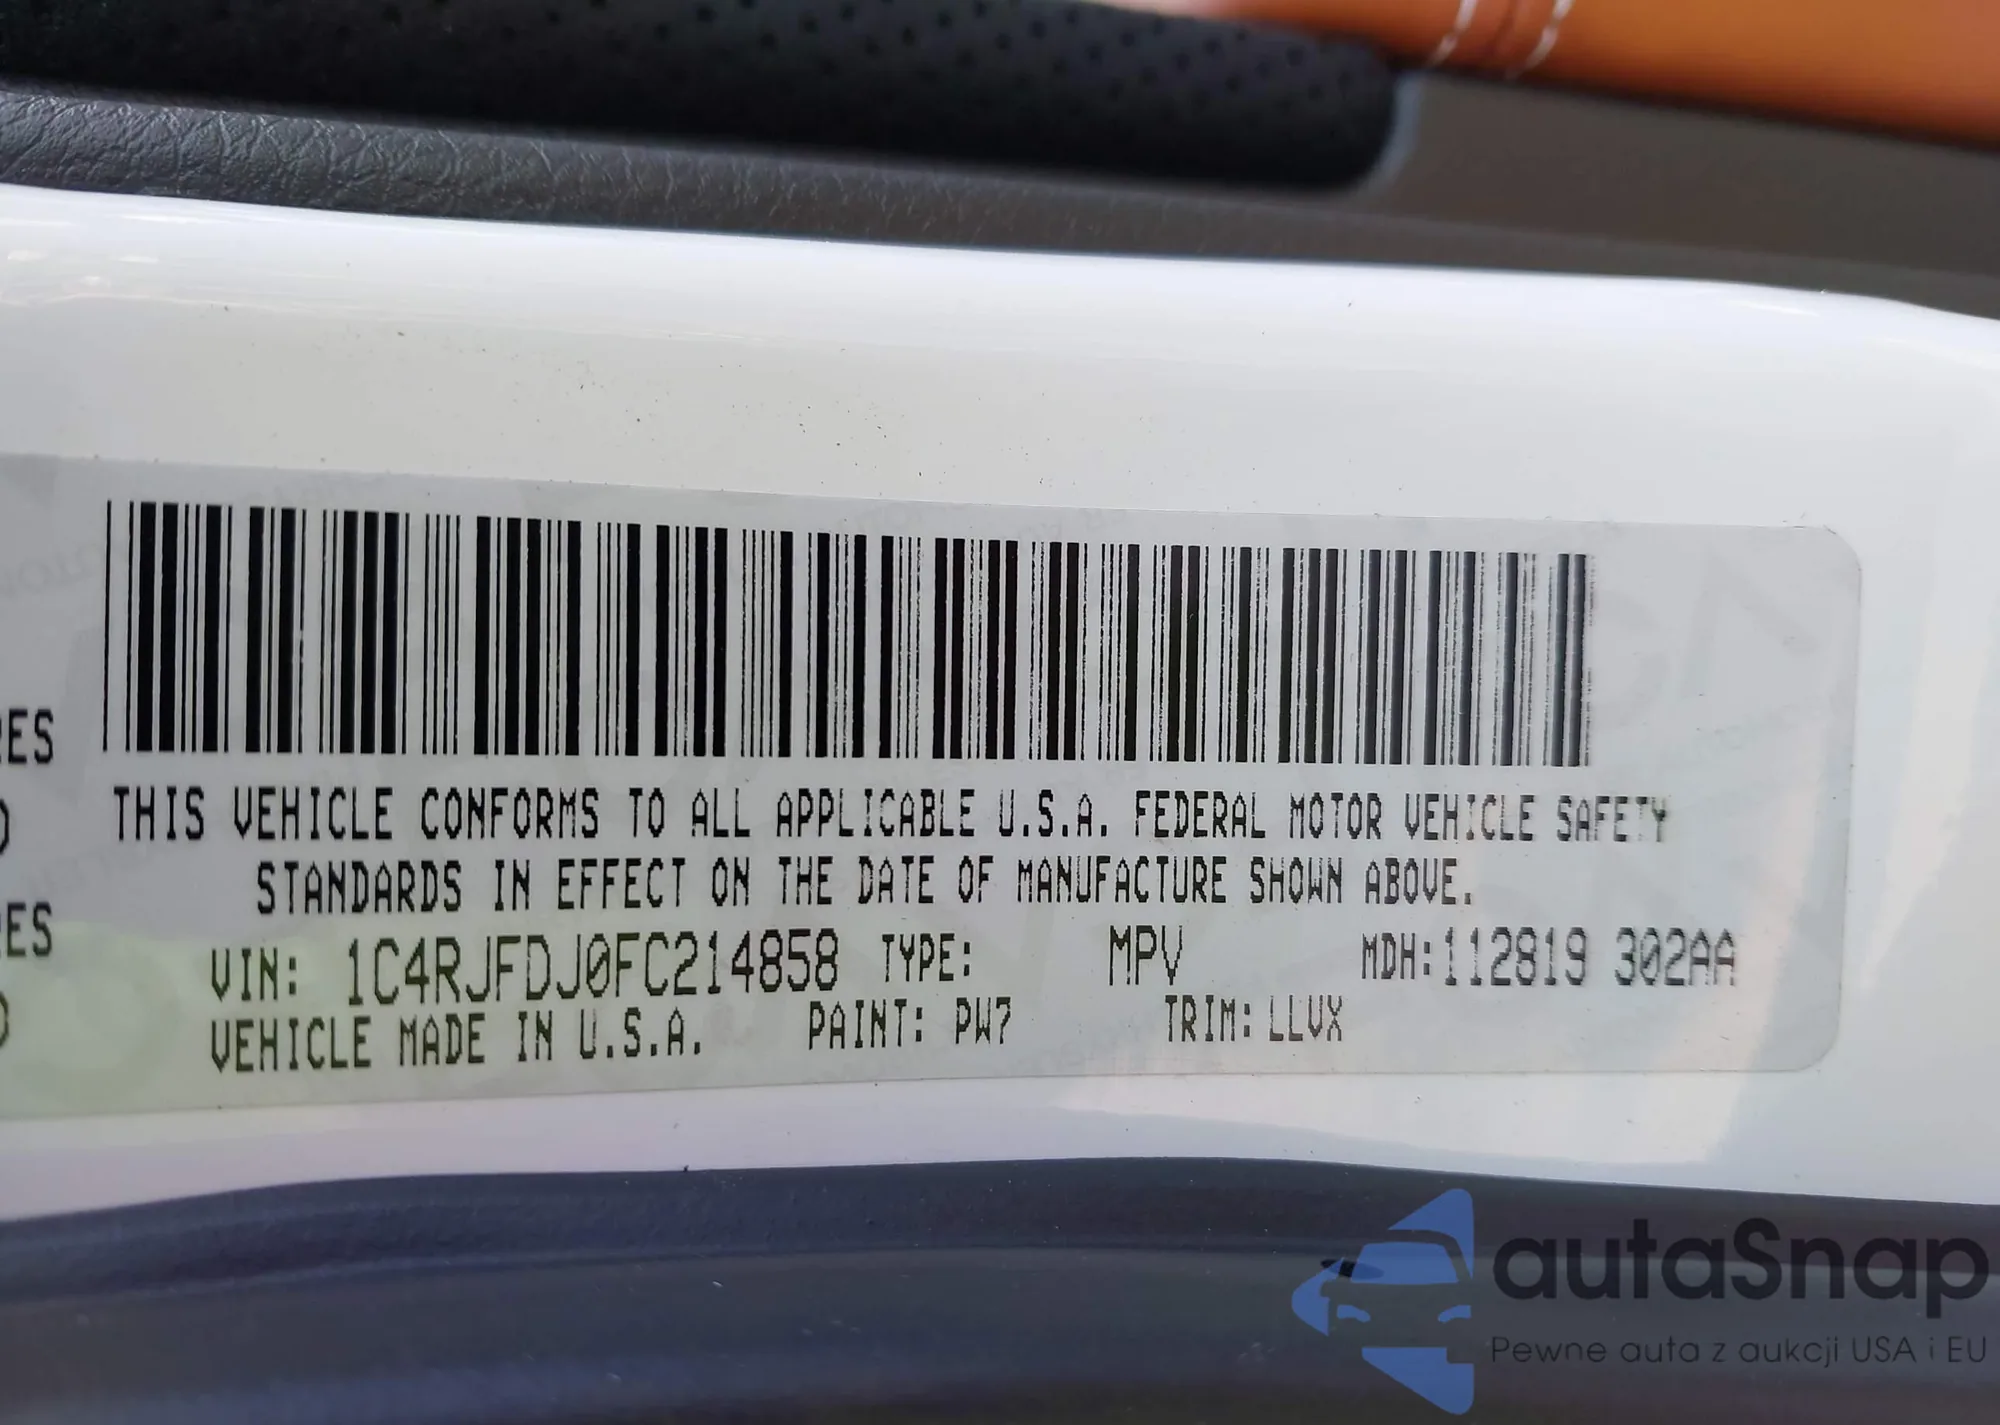 THIS VEHICLE CONFORMS TO ALL APPLICABLE U.S.A. FEDERAL MOTOR VEHICLE SAFETY
STANDARDS IN EFFECT ON THE DATE OF MANUFACTURE SHOWN ABOVE.
VIN: 1C4RJFDJ0FC214858 TYPE: MPV MDH:112819 302AA
VEHICLE MADE IN U.S.A. PAINT: PW7 TRIM: LLVX
autaSnap
Pewne auta z aukcji USA i EU